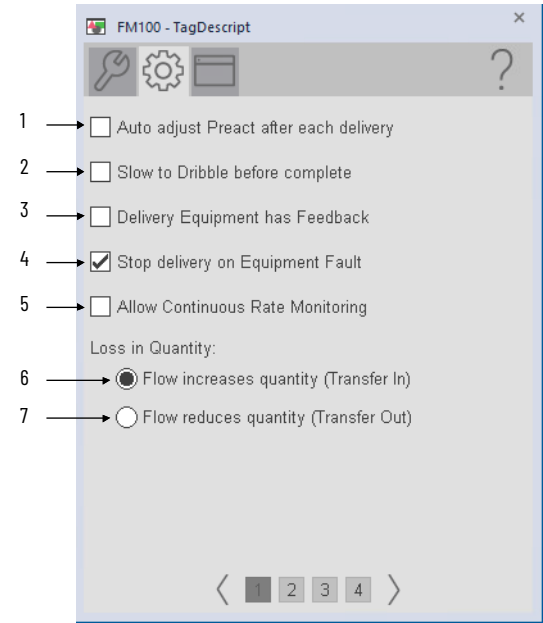 FM100 - TagDescript
×
?
1 Auto adjust Preact after each delivery
2 Slow to Dribble before complete
3 Delivery Equipment has Feedback
4 Stop delivery on Equipment Fault
5 Allow Continuous Rate Monitoring
Loss in Quantity:
6 Flow increases quantity (Transfer In)
7 Flow reduces quantity (Transfer Out)
1 2 3 4